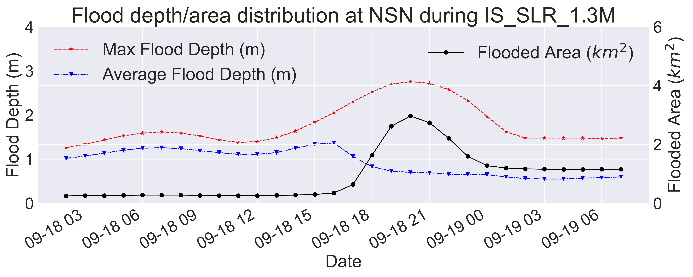 Flood depth/area distribution at NSN during IS_SLR_1.3M
Max Flood Depth (m)
Average Flood Depth (m)
Flooded Area (km²)
Flood Depth (m)
4
3
2
1
0
Flooded Area (km²)
6
4
2
0
09-18 03
09-18 06
09-18 09
09-18 12
09-18 15
09-18 18
09-18 21
09-19 00
09-19 03
09-19 06
Date